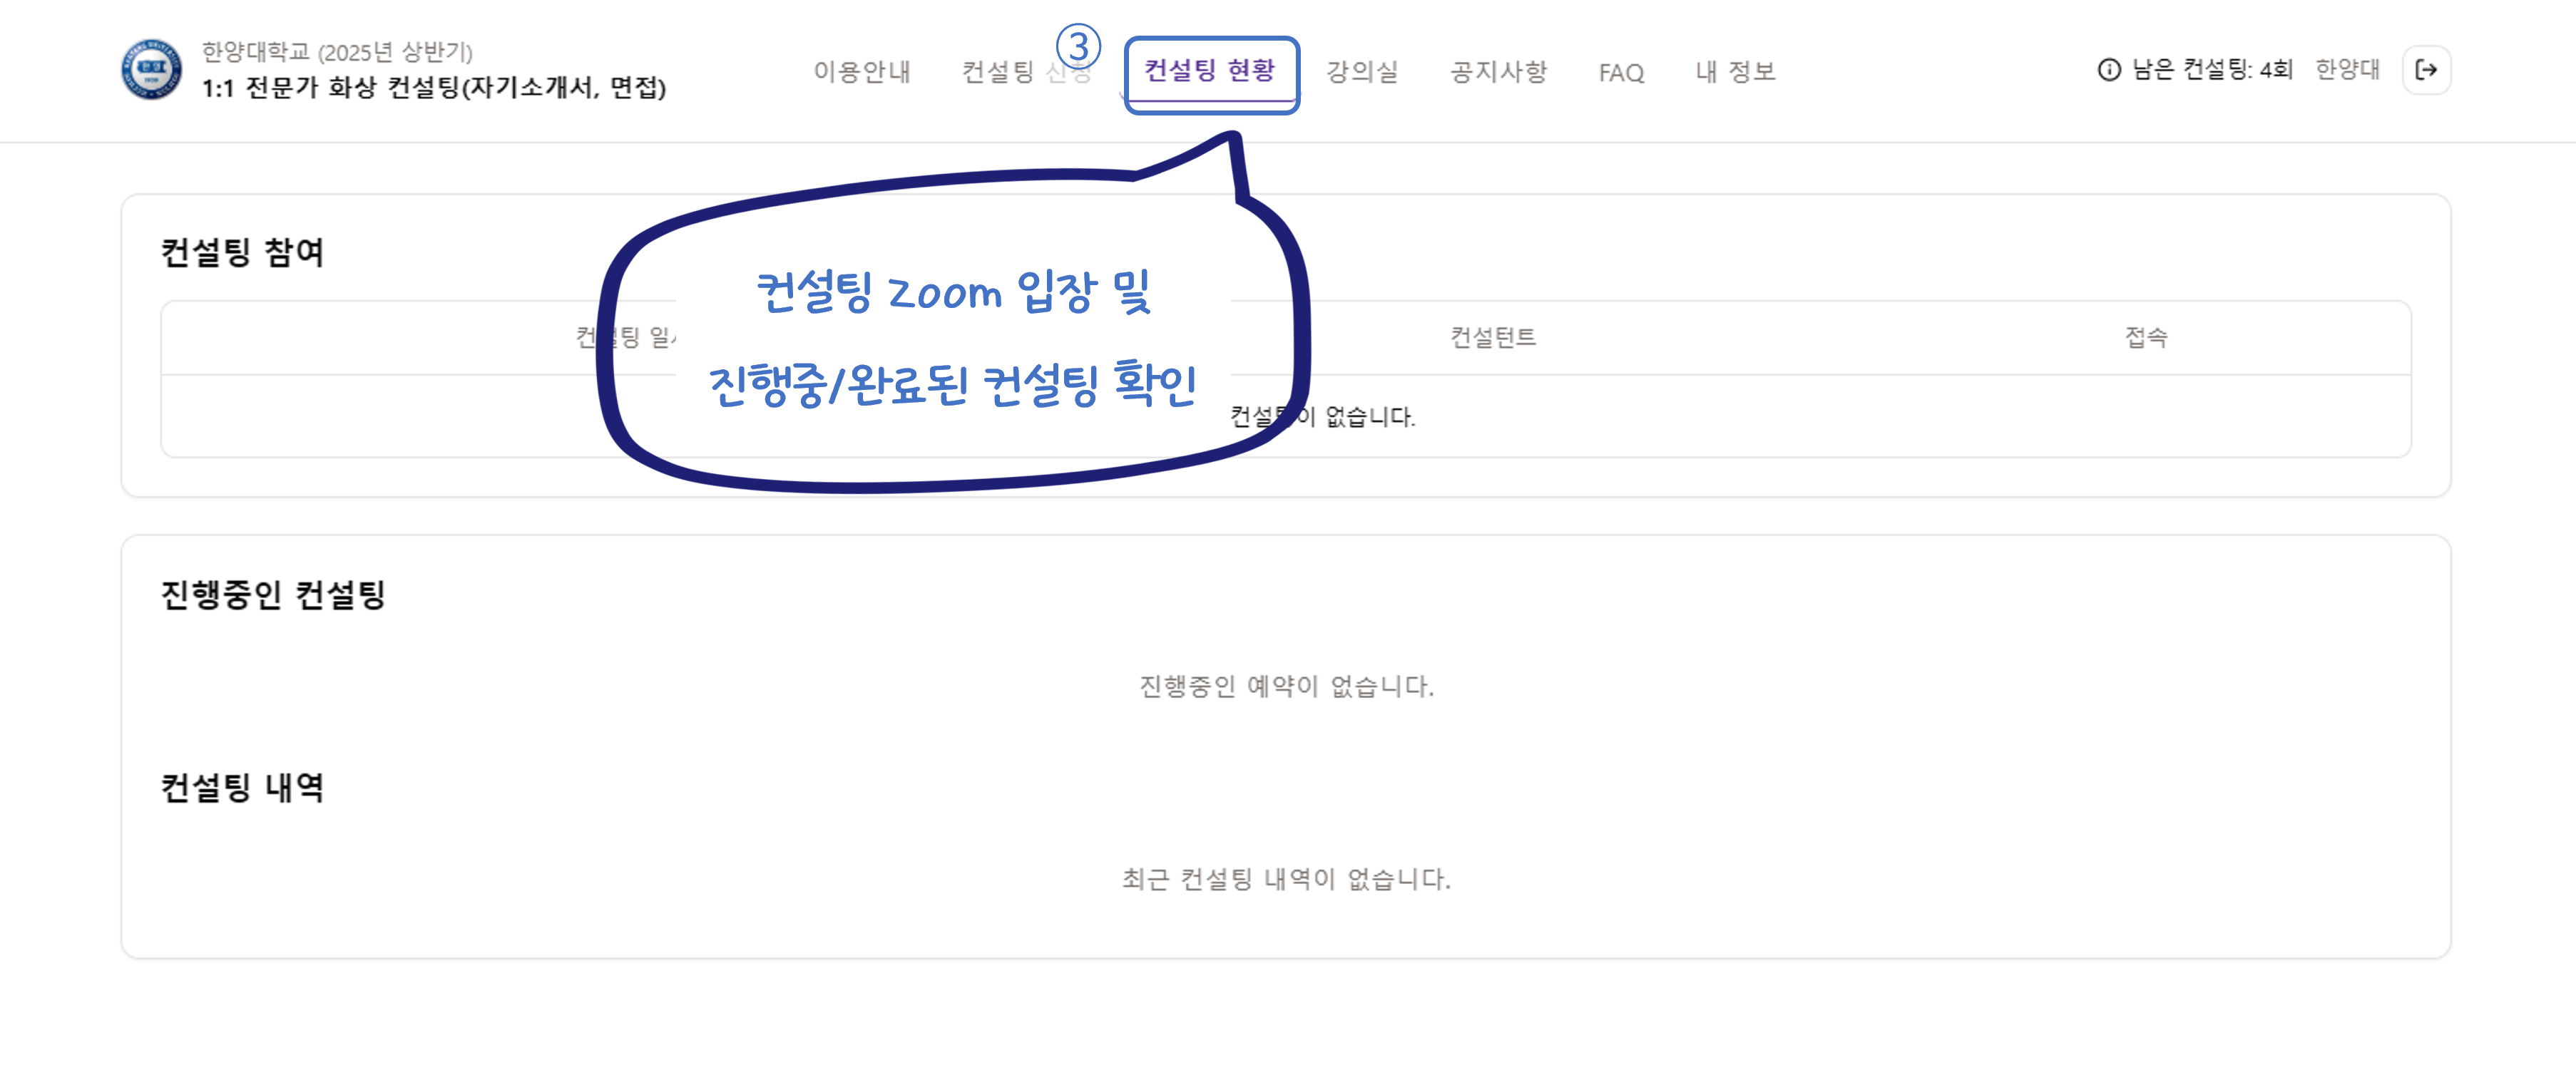 한양대학교 (2025년 상반기)
1:1 전문가 화상 컨설팅(자기소개서, 면접)
이용안내 컨설팅 신청 ③ 컨설팅 현황 강의실 공지사항 FAQ 내 정보
남은 컨설팅: 4회 한양대
컨설팅 참여
컨설팅 Zoom 입장 및
진행중/완료된 컨설팅 확인
컨설팅 컨설턴트 접속
컨설팅이 없습니다.
진행중인 컨설팅
진행중인 예약이 없습니다.
컨설팅 내역
최근 컨설팅 내역이 없습니다.